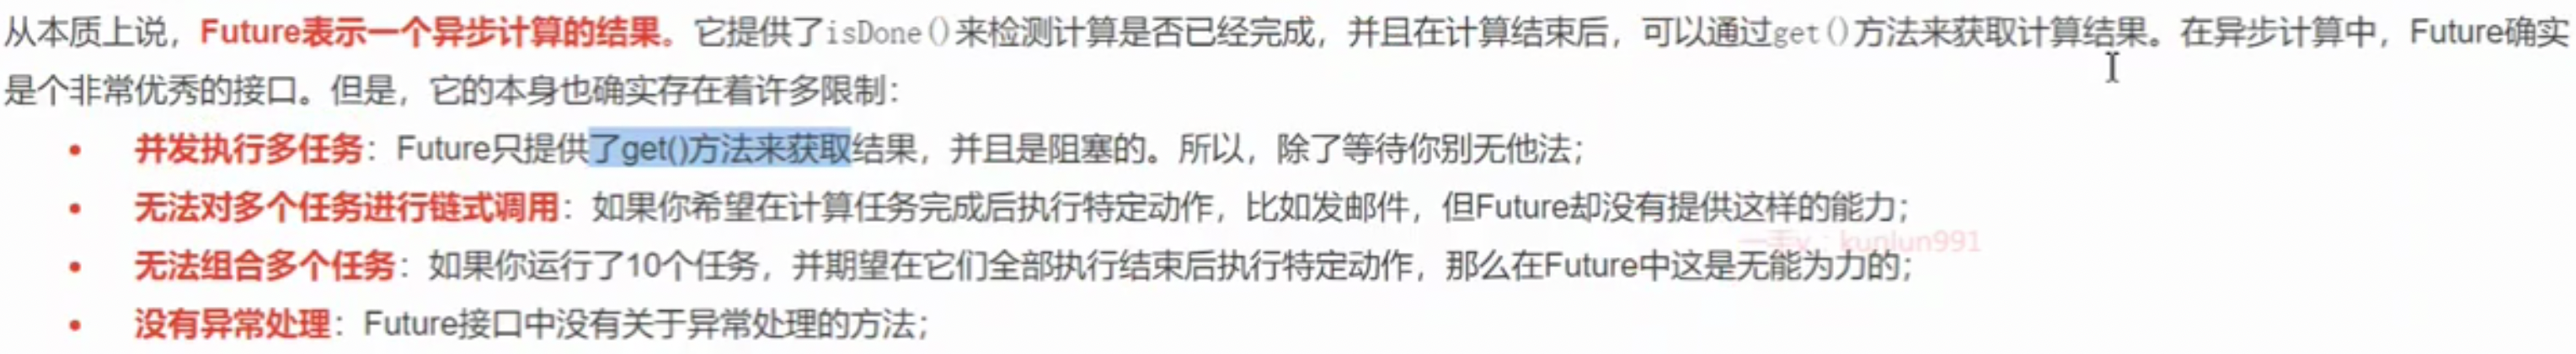 从本质上说，Future表示一个异步计算的结果。它提供了isDone()来检测计算是否已经完成，并且在计算结束后，可以通过get()方法来获取计算结果。在异步计算中，Future确实
是个非常优秀的接口。但是，它的本身也确实存在着许多限制：
• 并发执行多任务：Future只提供了get()方法来获取结果，并且是阻塞的。所以，除了等待你别无他法；
• 无法对多个任务进行链式调用：如果你希望在计算任务完成后执行特定动作，比如发邮件，但Future却没有提供这样的能力；
一手v：kunlun991
• 无法组合多个任务：如果你运行了10个任务，并期望在它们全部执行结束后执行特定动作，那么在Future中这是无能为力的；
• 没有异常处理：Future接口中没有关于异常处理的方法；